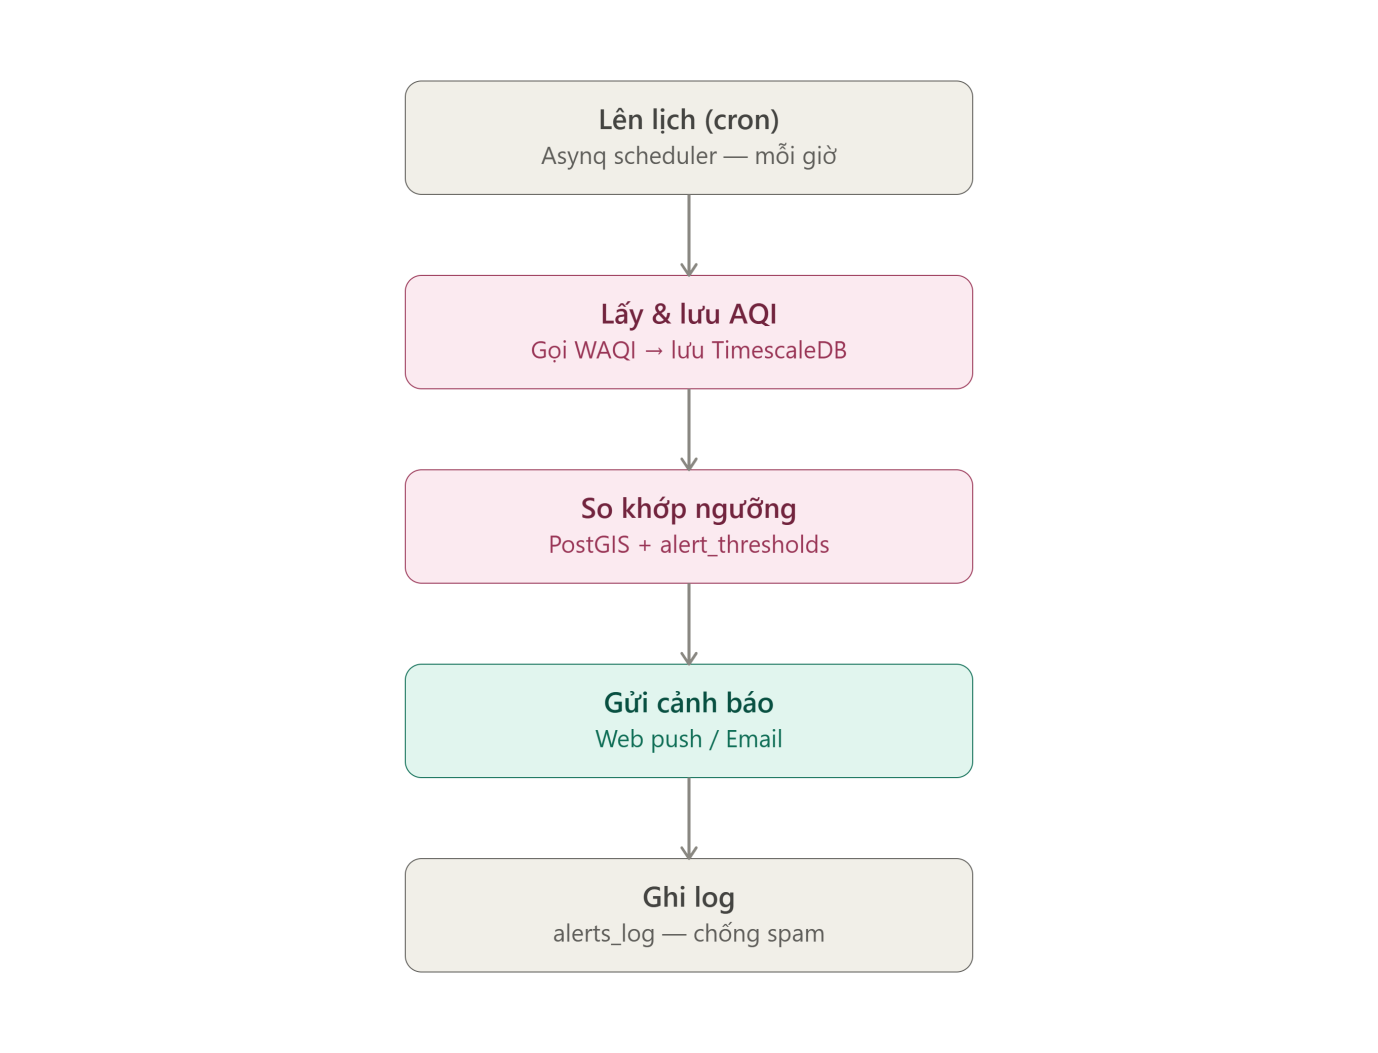 Lên lịch (cron)
Asynq scheduler — mỗi giờ
Lấy & lưu AQI
Gọi WAQI → lưu TimescaleDB
So khớp ngưỡng
PostGIS + alert_thresholds
Gửi cảnh báo
Web push / Email
Ghi log
alerts_log — chống spam